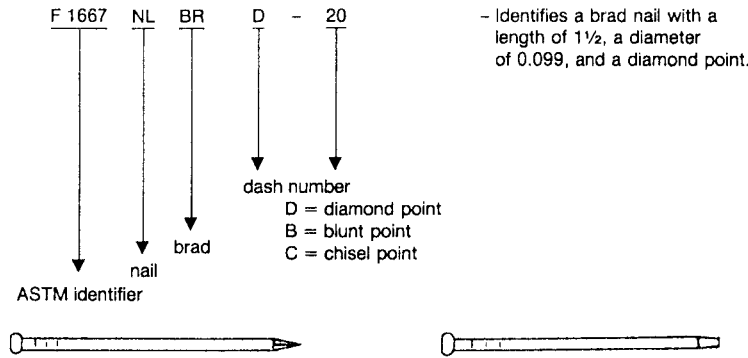 F 1667 NL BR D – 20
– Identifies a brad nail with a
length of 1½, a diameter
of 0.099, and a diamond point.
dash number
D = diamond point
B = blunt point
C = chisel point
brad
nail
ASTM identifier